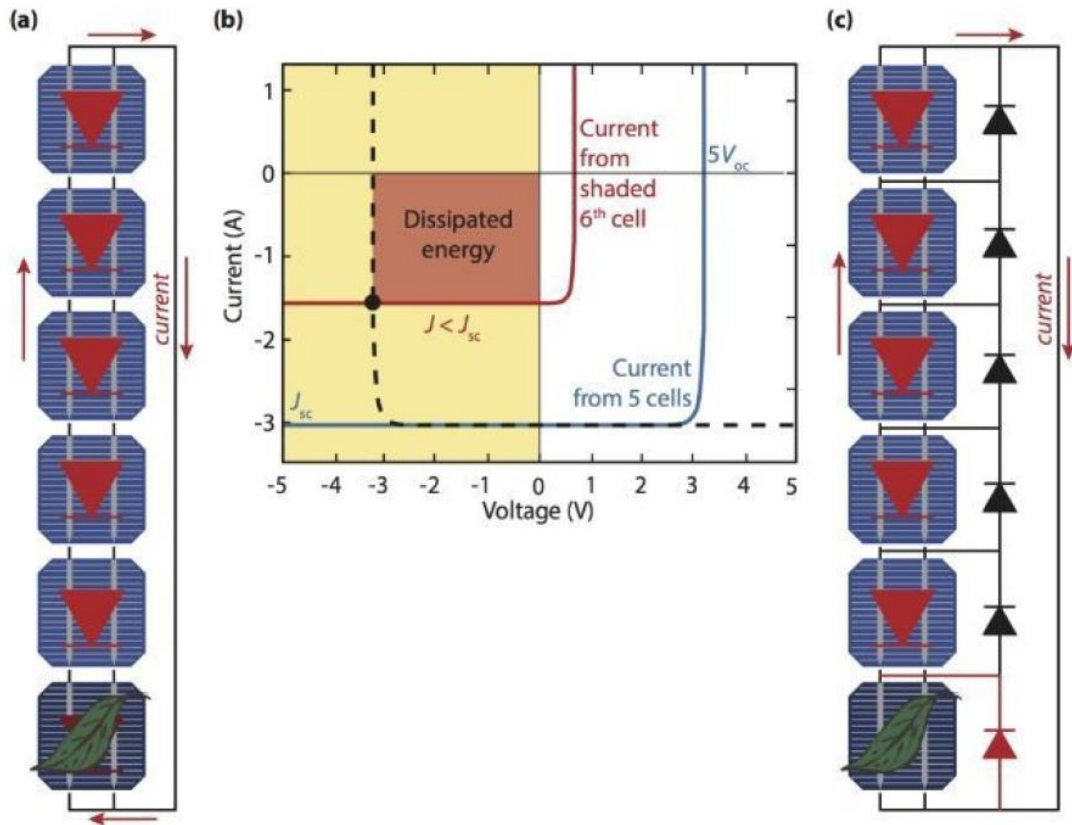 (a)
current
(b)
Current (A)
1
0
-1
-2
-3
-5
-4
-3
-2
-1
0
1
2
3
4
5
Voltage (V)
Dissipated
energy
J < Jsc
Jsc
Current
from
shaded
6th cell
5Voc
Current
from 5 cells
(c)
current